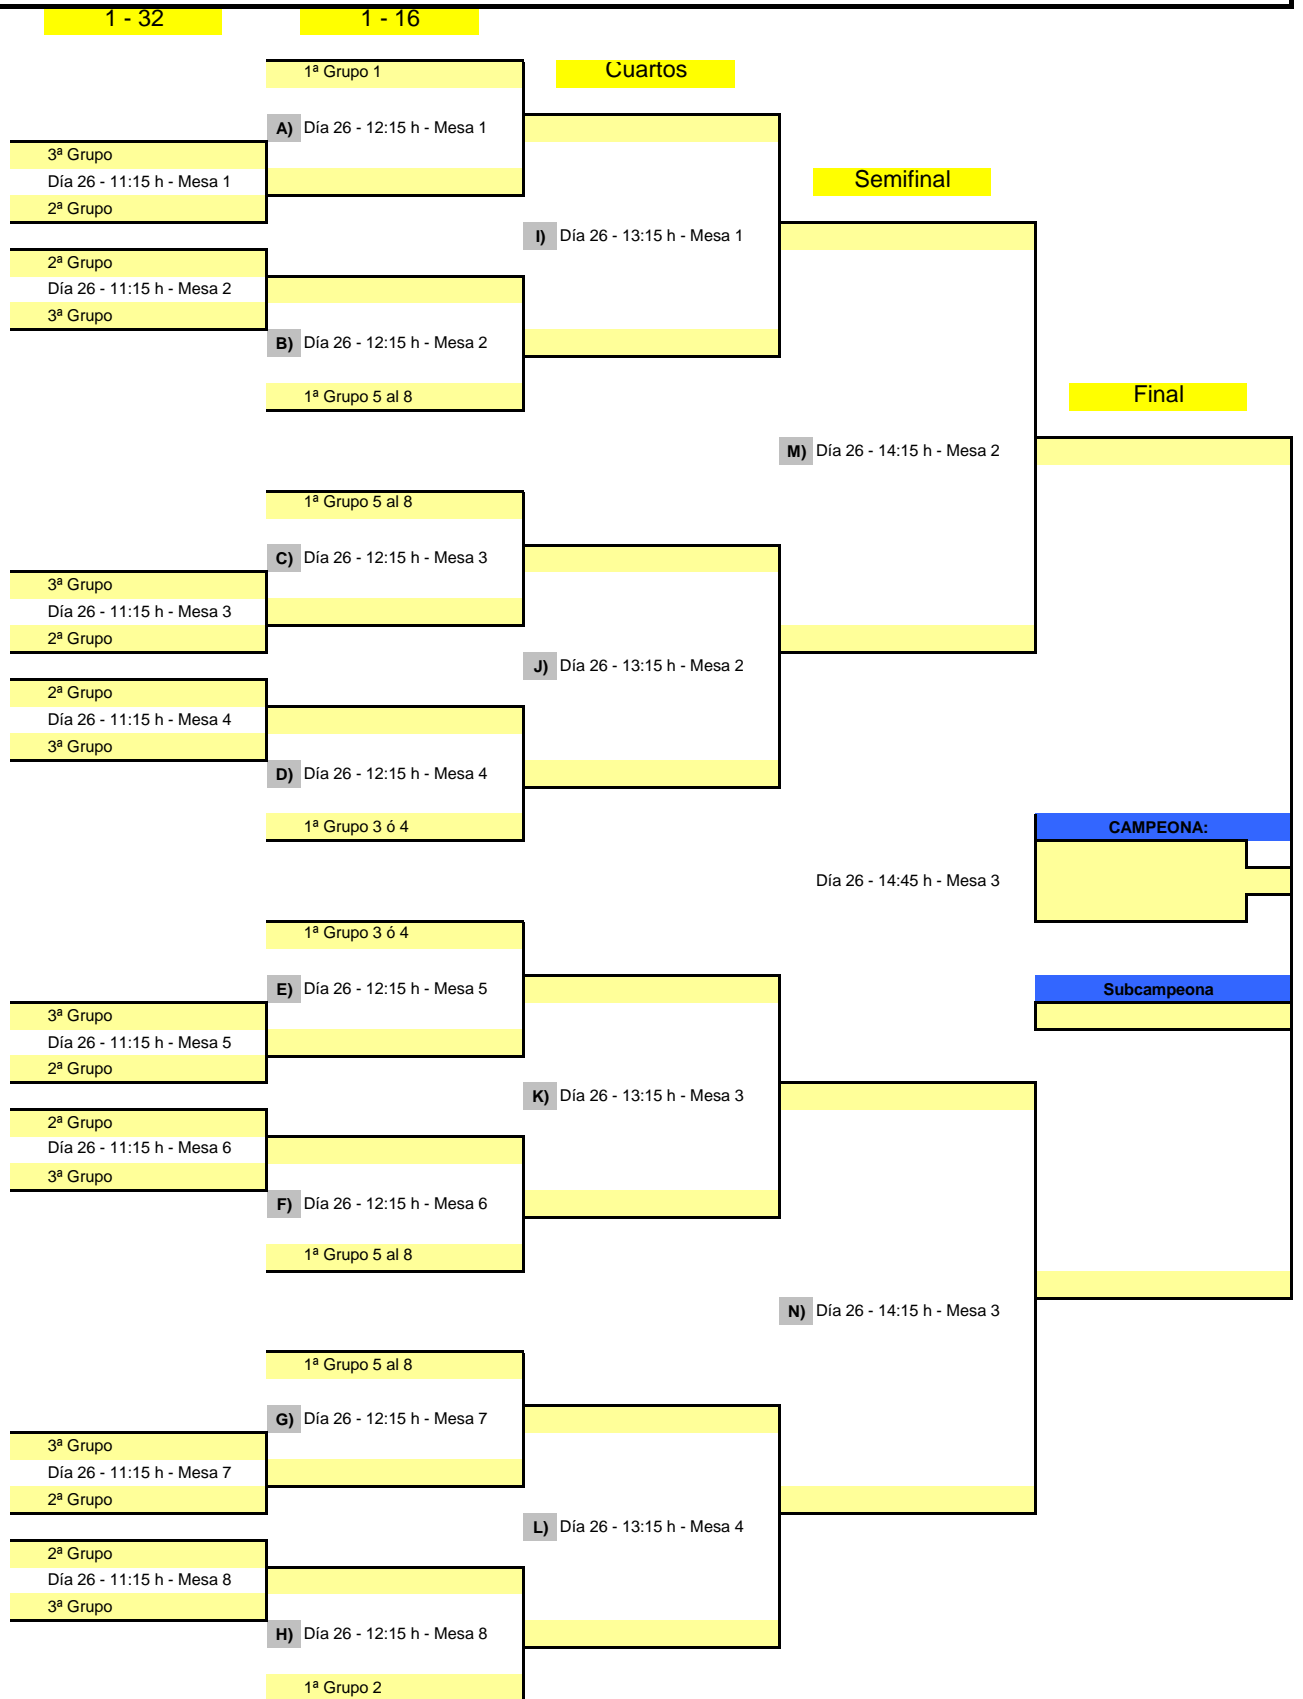 1 - 32
1 - 16
1ª Grupo 1
Cuartos
A) Día 26 - 12:15 h - Mesa 1
3ª Grupo
Día 26 - 11:15 h - Mesa 1
Semifinal
2ª Grupo
I) Día 26 - 13:15 h - Mesa 1
2ª Grupo
Día 26 - 11:15 h - Mesa 2
3ª Grupo
B) Día 26 - 12:15 h - Mesa 2
1ª Grupo 5 al 8
Final
M) Día 26 - 14:15 h - Mesa 2
1ª Grupo 5 al 8
C) Día 26 - 12:15 h - Mesa 3
3ª Grupo
Día 26 - 11:15 h - Mesa 3
2ª Grupo
J) Día 26 - 13:15 h - Mesa 2
2ª Grupo
Día 26 - 11:15 h - Mesa 4
3ª Grupo
D) Día 26 - 12:15 h - Mesa 4
1ª Grupo 3 ó 4
CAMPEONA:
Día 26 - 14:45 h - Mesa 3
1ª Grupo 3 ó 4
E) Día 26 - 12:15 h - Mesa 5
Subcampeona
3ª Grupo
Día 26 - 11:15 h - Mesa 5
2ª Grupo
K) Día 26 - 13:15 h - Mesa 3
2ª Grupo
Día 26 - 11:15 h - Mesa 6
3ª Grupo
F) Día 26 - 12:15 h - Mesa 6
1ª Grupo 5 al 8
N) Día 26 - 14:15 h - Mesa 3
1ª Grupo 5 al 8
G) Día 26 - 12:15 h - Mesa 7
3ª Grupo
Día 26 - 11:15 h - Mesa 7
2ª Grupo
L) Día 26 - 13:15 h - Mesa 4
2ª Grupo
Día 26 - 11:15 h - Mesa 8
3ª Grupo
H) Día 26 - 12:15 h - Mesa 8
1ª Grupo 2